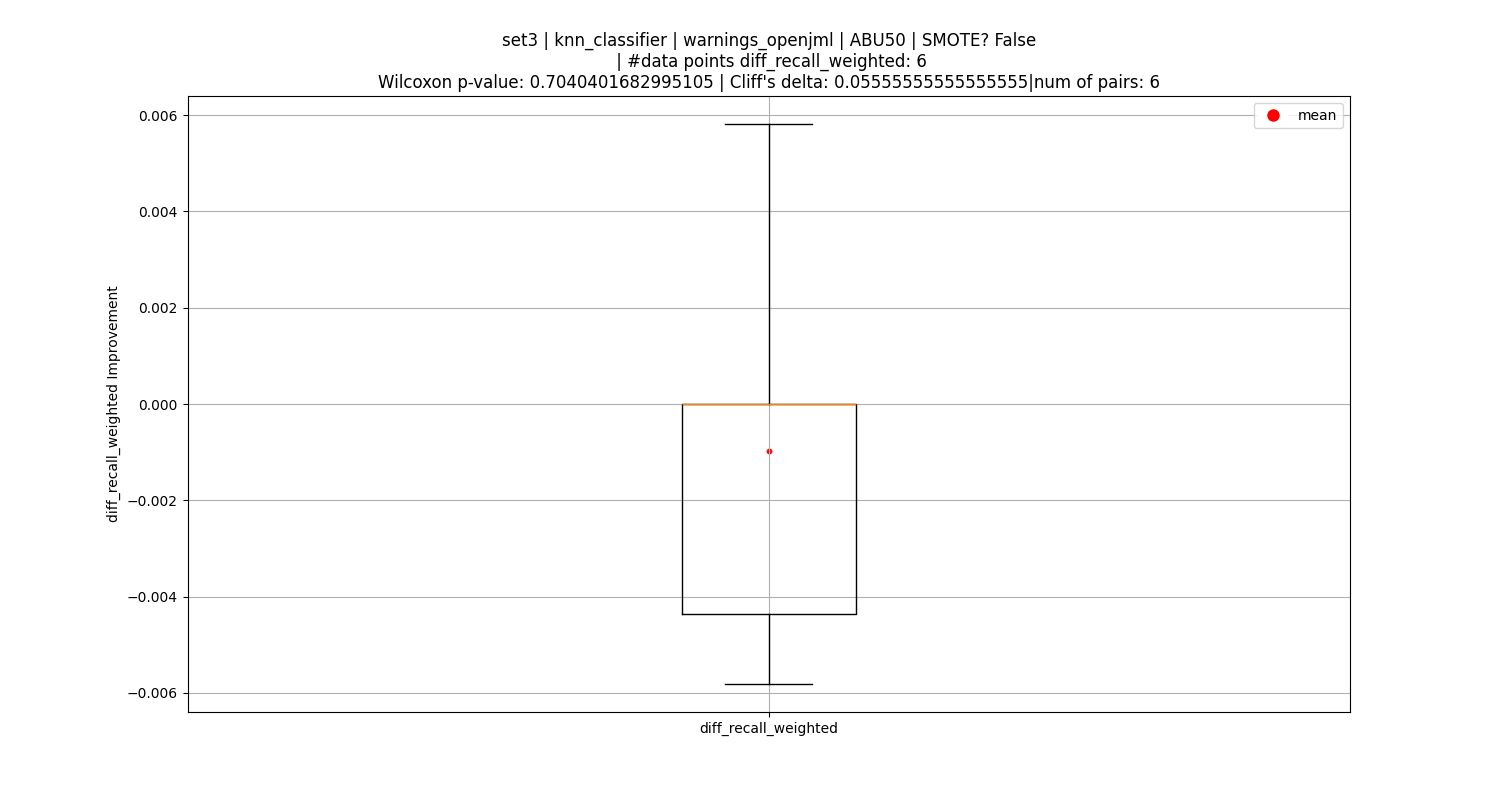 set3 | knn_classifier | warnings_openjml | ABU50 | SMOTE? False
| #data points diff_recall_weighted: 6
Wilcoxon p-value: 0.7040401682995105 | Cliff's delta: 0.05555555555555555|num of pairs: 6
mean
0.006
0.004
0.002
0.000
−0.002
−0.004
−0.006
diff_recall_weighted Improvement
diff_recall_weighted